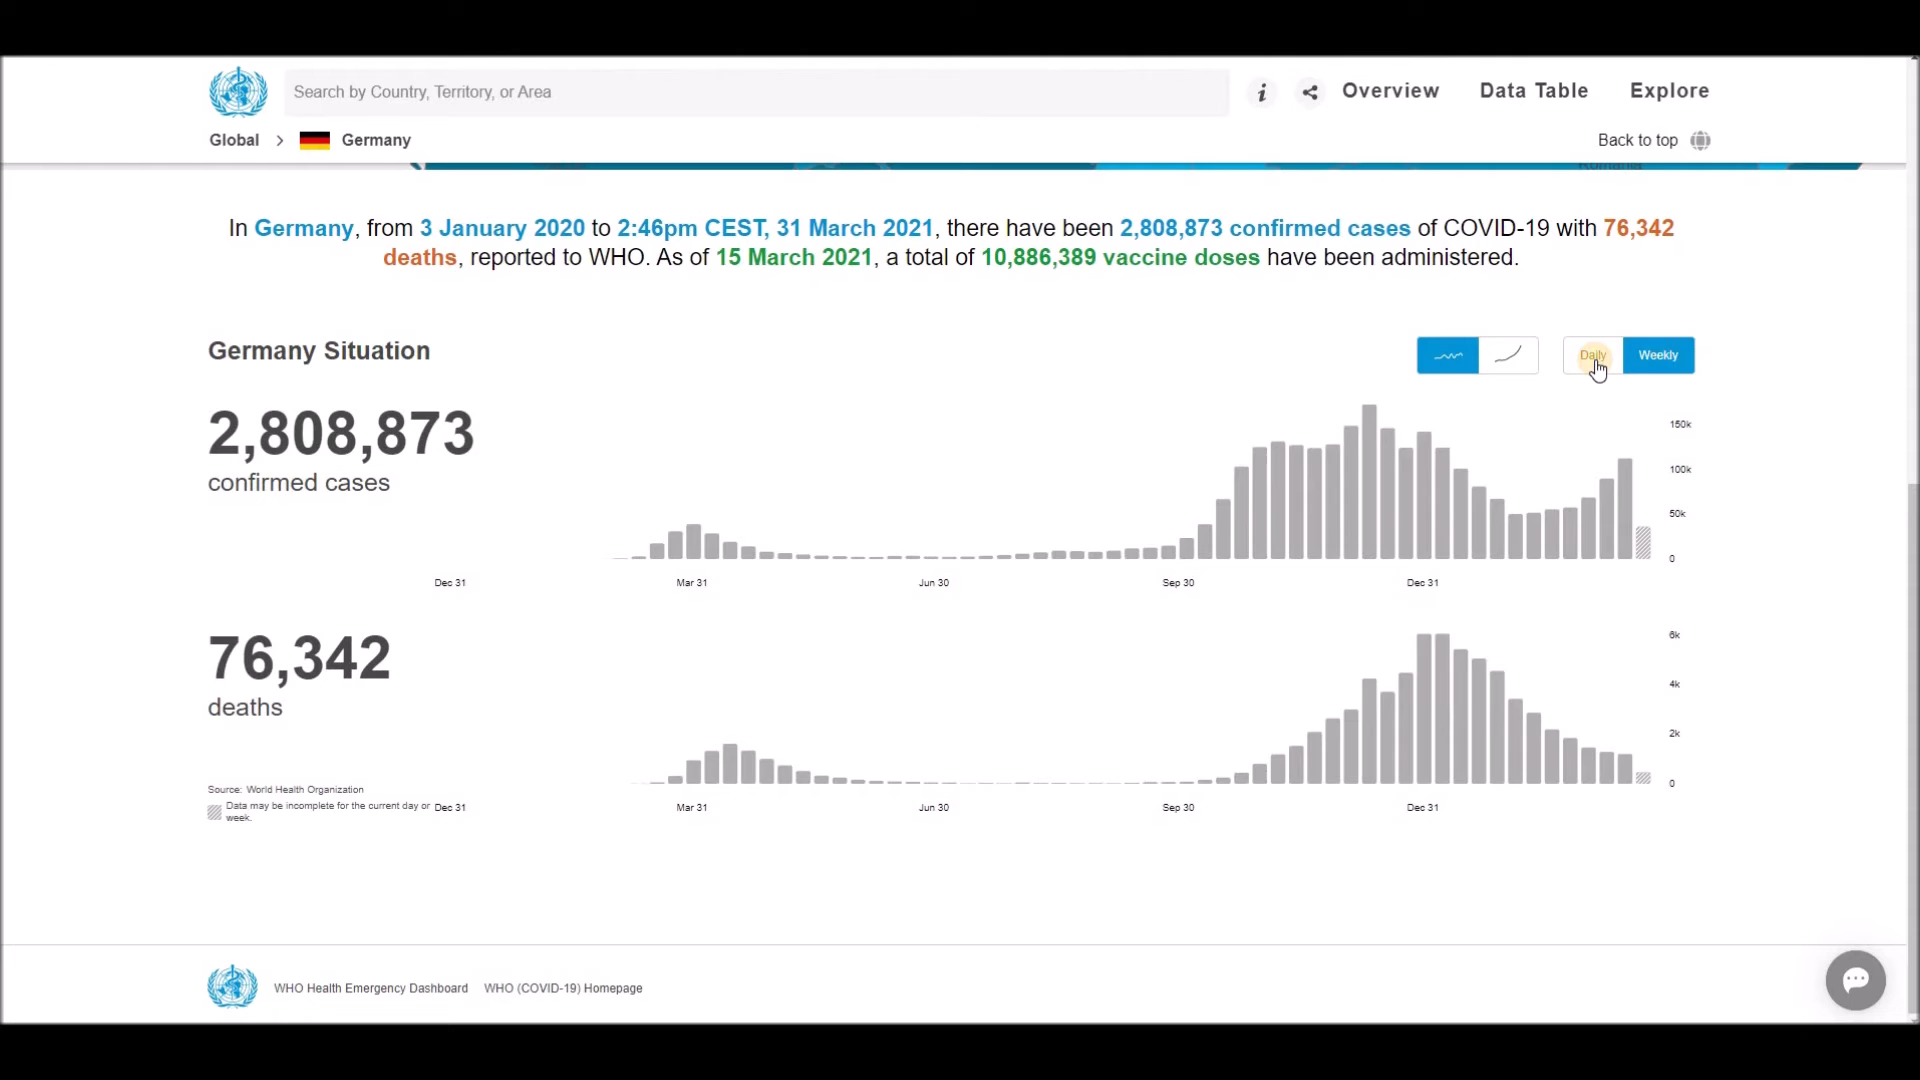 Search by Country, Territory, or Area
i
Overview
Data Table
Explore
Global > Germany
Back to top
Romania
In Germany, from 3 January 2020 to 2:46pm CEST, 31 March 2021, there have been 2,808,873 confirmed cases of COVID-19 with 76,342
deaths, reported to WHO. As of 15 March 2021, a total of 10,886,389 vaccine doses have been administered.
Germany Situation
Daily
Weekly
2,808,873
confirmed cases
150k
100k
50k
0
Dec 31
Mar 31
Jun 30
Sep 30
Dec 31
76,342
deaths
6k
4k
2k
0
Source: World Health Organization
Data may be incomplete for the current day or
week.
Dec 31
Mar 31
Jun 30
Sep 30
Dec 31
WHO Health Emergency Dashboard
WHO (COVID-19) Homepage